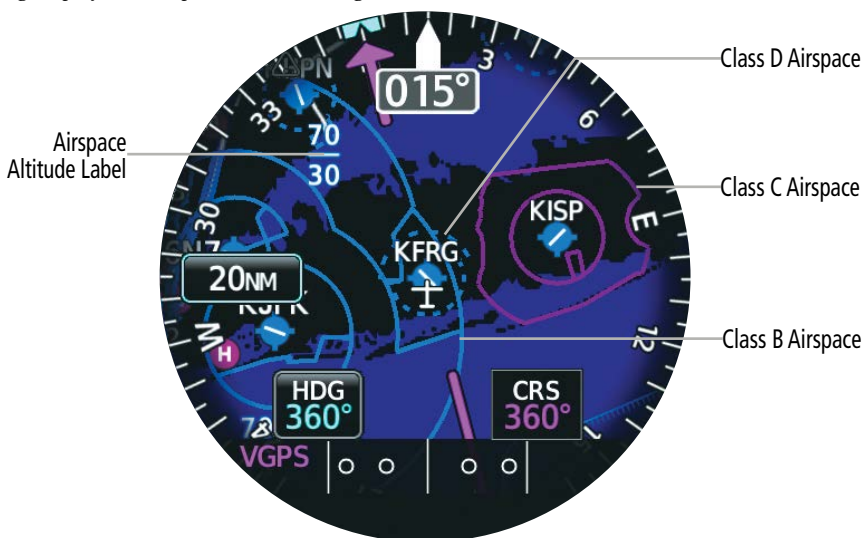 PN
015°
3
33
6
Class D Airspace
Airspace
Altitude Label
70
30
Class C Airspace
30
KISP
E
KFRG
20NM
W
12
Class B Airspace
H
HDG
360°
CRS
360°
VGPS